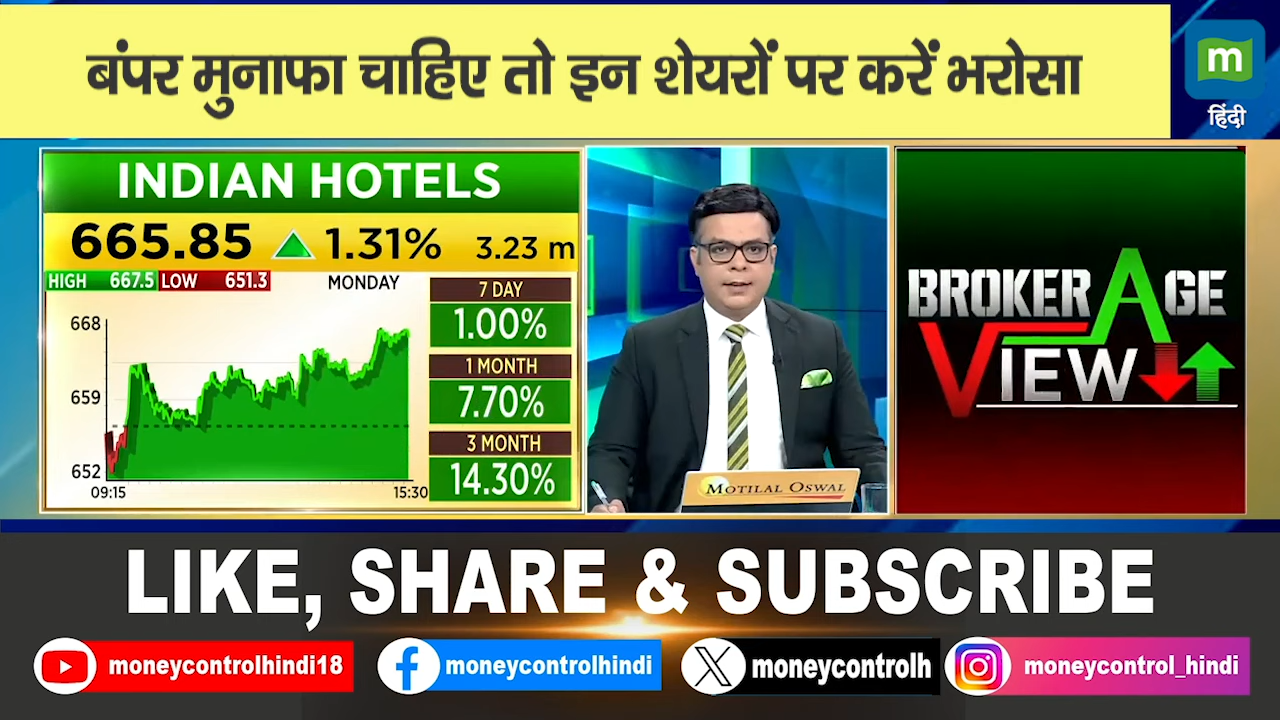 बंपर मुनाफा चाहिए तो इन शेयरों पर करें भरोसा
m
हिंदी
INDIAN HOTELS
665.85 1.31% 3.23 m
HIGH 667.5 LOW 651.3 MONDAY
668
659
652
09:15 15:30
7 DAY
1.00%
1 MONTH
7.70%
3 MONTH
14.30%
MOTILAL OSWAL
BROKERAGE
VIEW
LIKE, SHARE & SUBSCRIBE
moneycontrolhindi18 moneycontrolhindi moneycontrolh moneycontrol_hindi